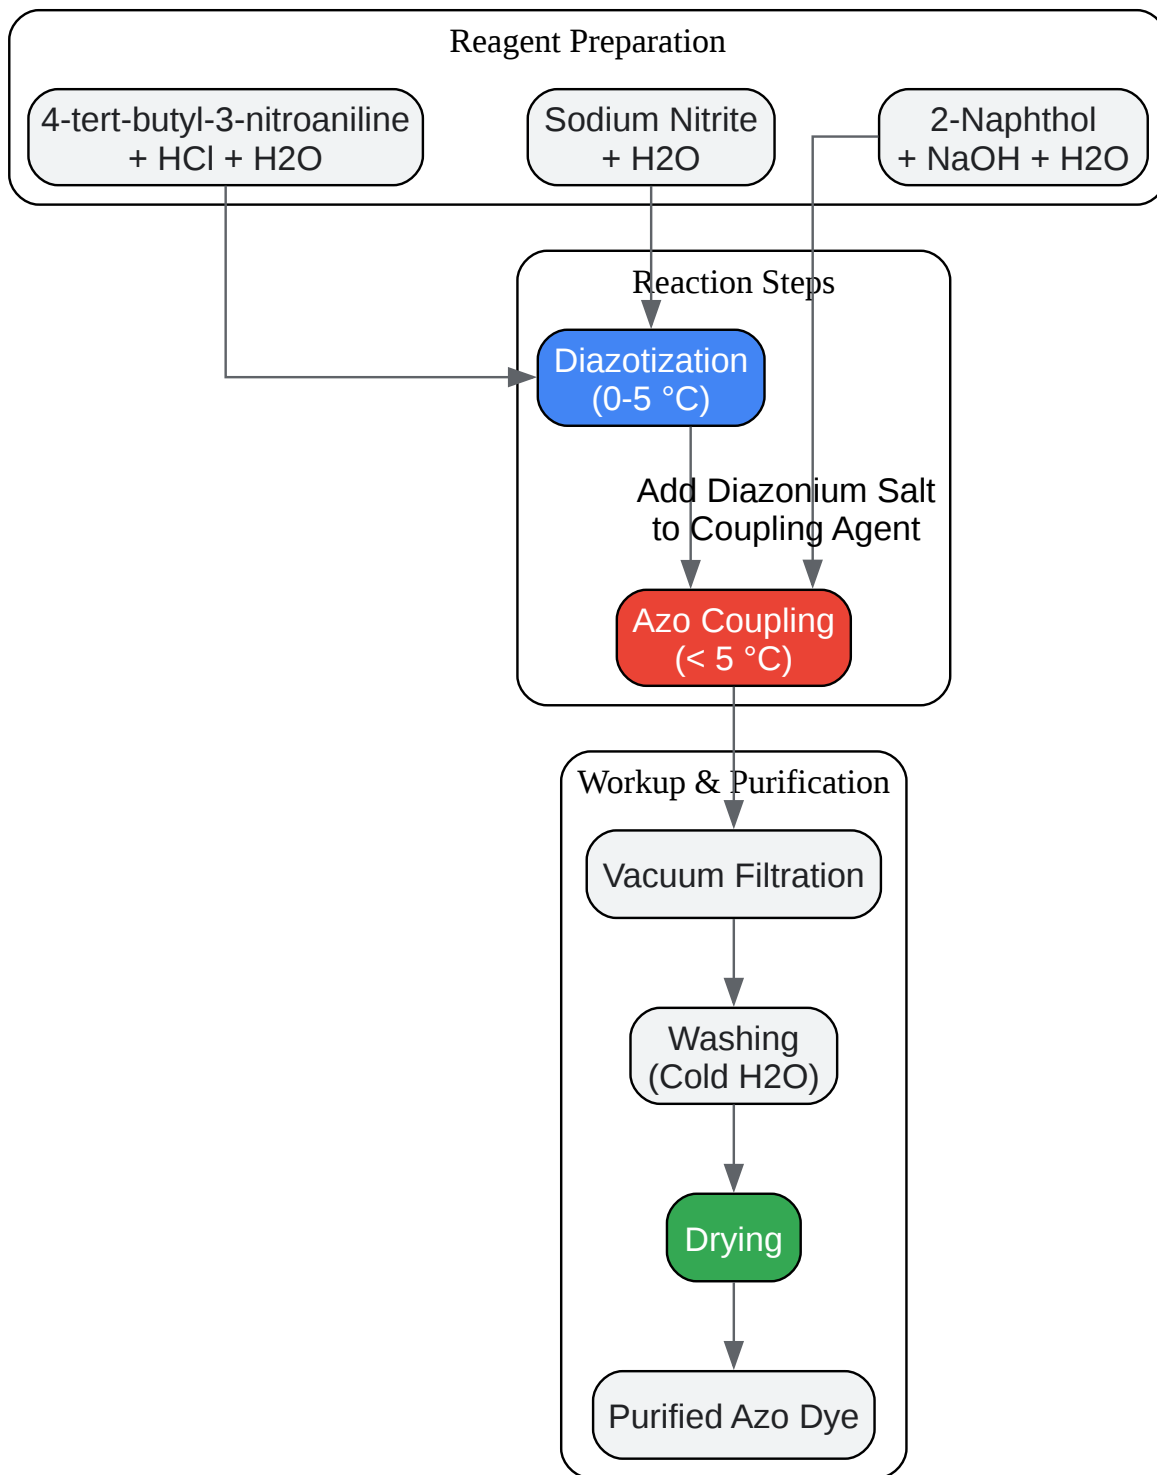 Reagent Preparation
4-tert-butyl-3-nitroaniline
+ HCl + H2O
Sodium Nitrite
+ H2O
2-Naphthol
+ NaOH + H2O
Reaction Steps
Diazotization
(0-5 °C)
Add Diazonium Salt
to Coupling Agent
Azo Coupling
(< 5 °C)
Workup & Purification
Vacuum Filtration
Washing
(Cold H2O)
Drying
Purified Azo Dye